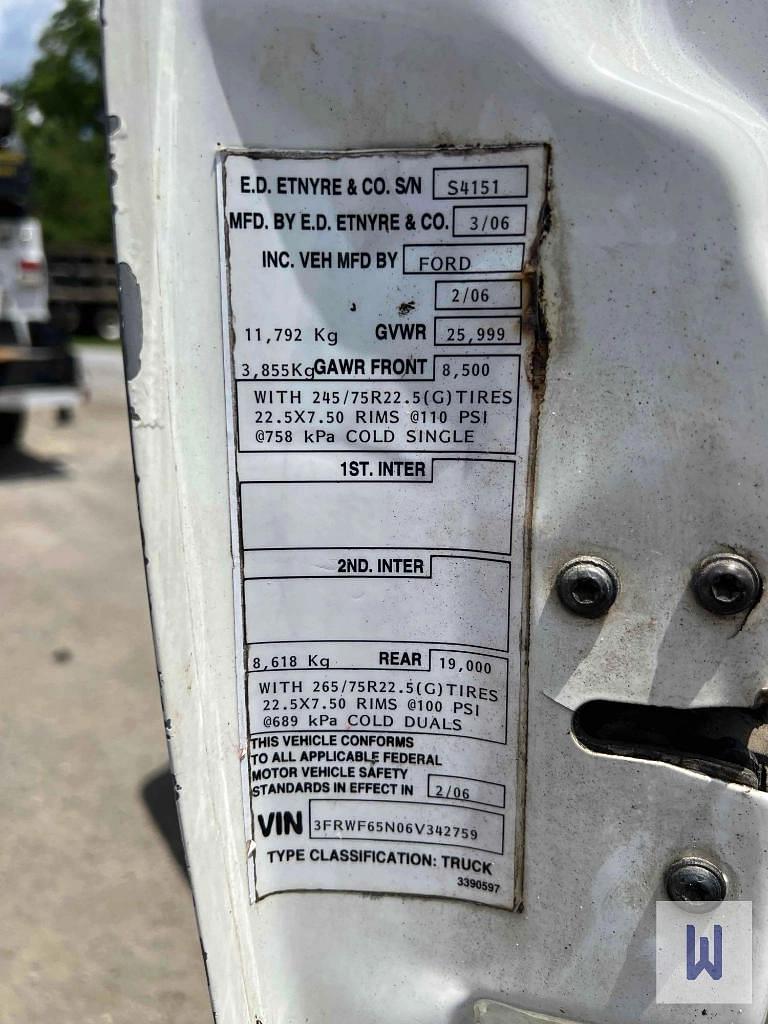 E.D. ETNYRE & CO. S/N S4151
MFD. BY E.D. ETNYRE & CO. 3/06
INC. VEH MFD BY FORD
2/06
11,792 Kg GVWR 25,999
3,855Kg GAWR FRONT 8,500
WITH 245/75R22.5(G)TIRES
22.5X7.50 RIMS @110 PSI
@758 kPa COLD SINGLE
1ST. INTER
2ND. INTER
8,618 Kg REAR 19,000
WITH 265/75R22.5(G)TIRES
22.5X7.50 RIMS @100 PSI
@689 kPa COLD DUALS
THIS VEHICLE CONFORMS
TO ALL APPLICABLE FEDERAL
MOTOR VEHICLE SAFETY
STANDARDS IN EFFECT IN 2/06
VIN 3FRWF65N06V342759
TYPE CLASSIFICATION: TRUCK
3390597
W